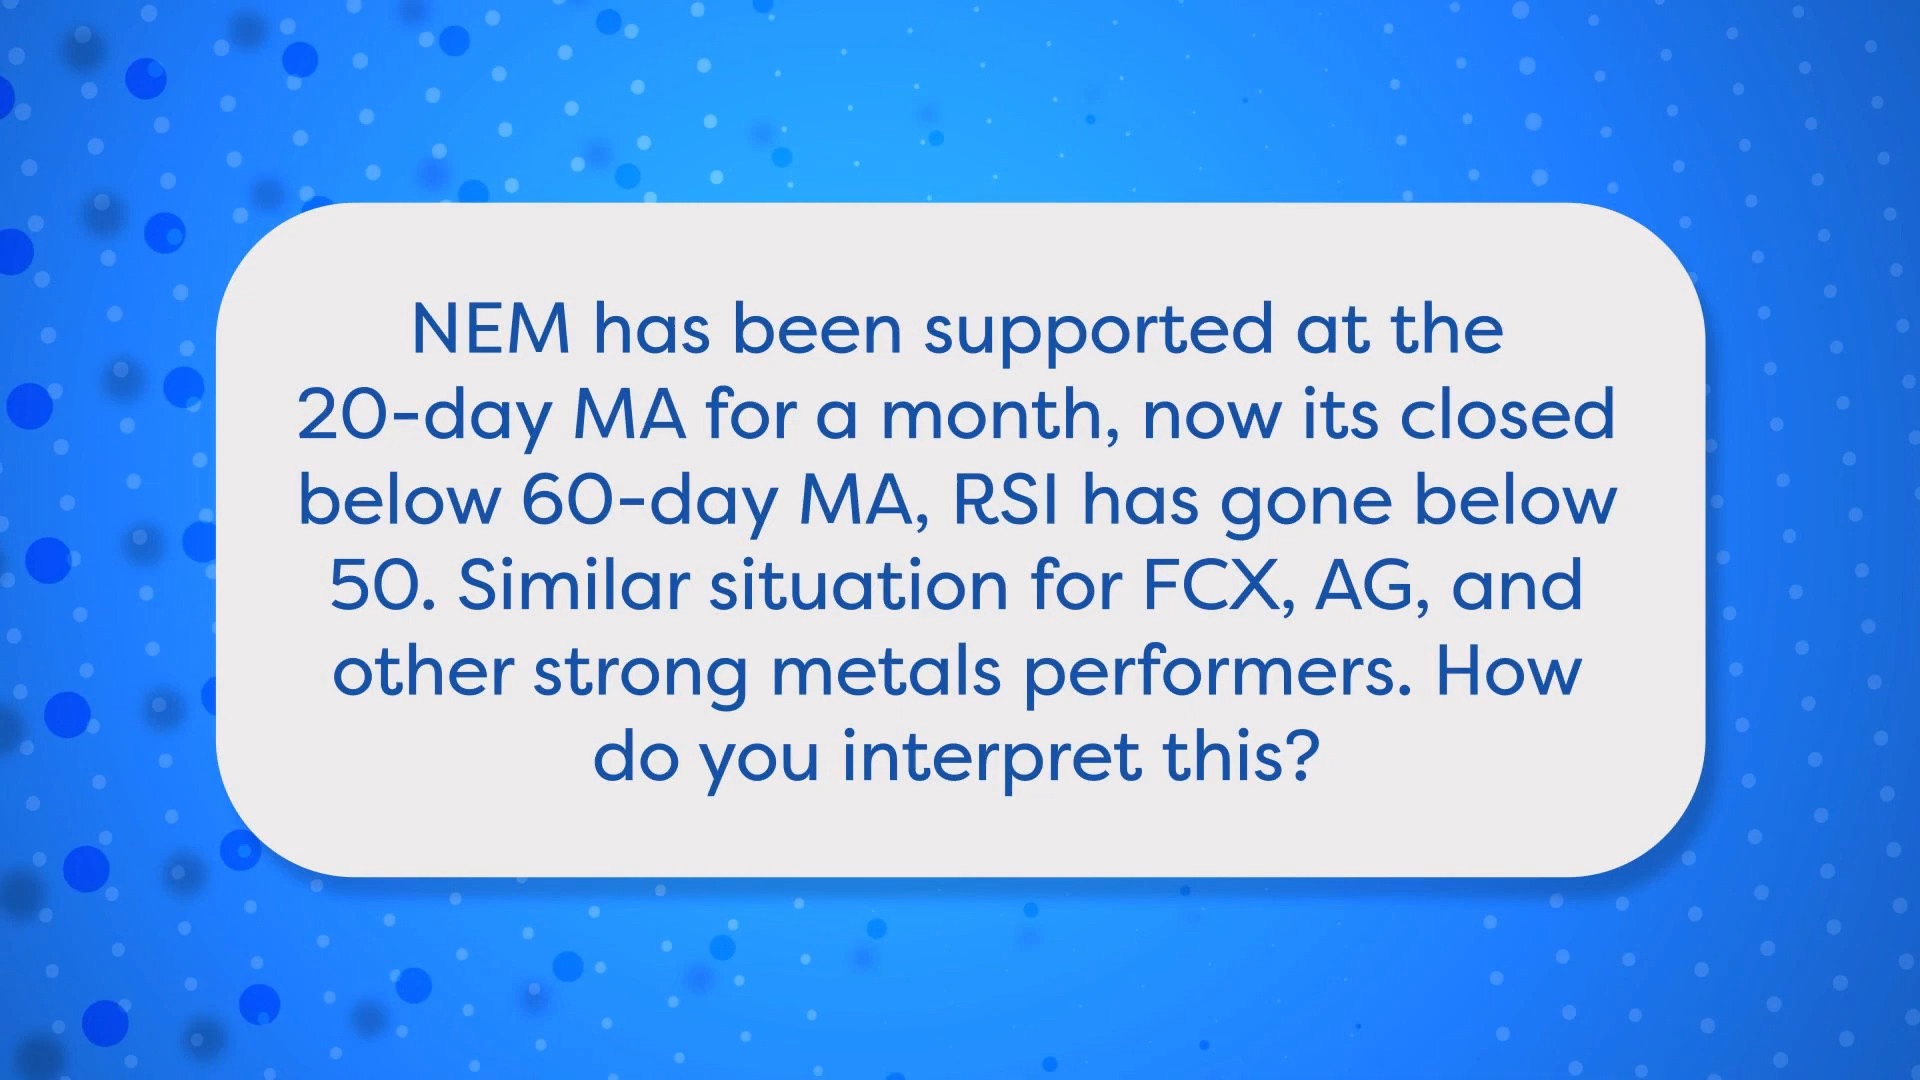 NEM has been supported at the
20-day MA for a month, now its closed
below 60-day MA, RSI has gone below
50. Similar situation for FCX, AG, and
other strong metals performers. How
do you interpret this?